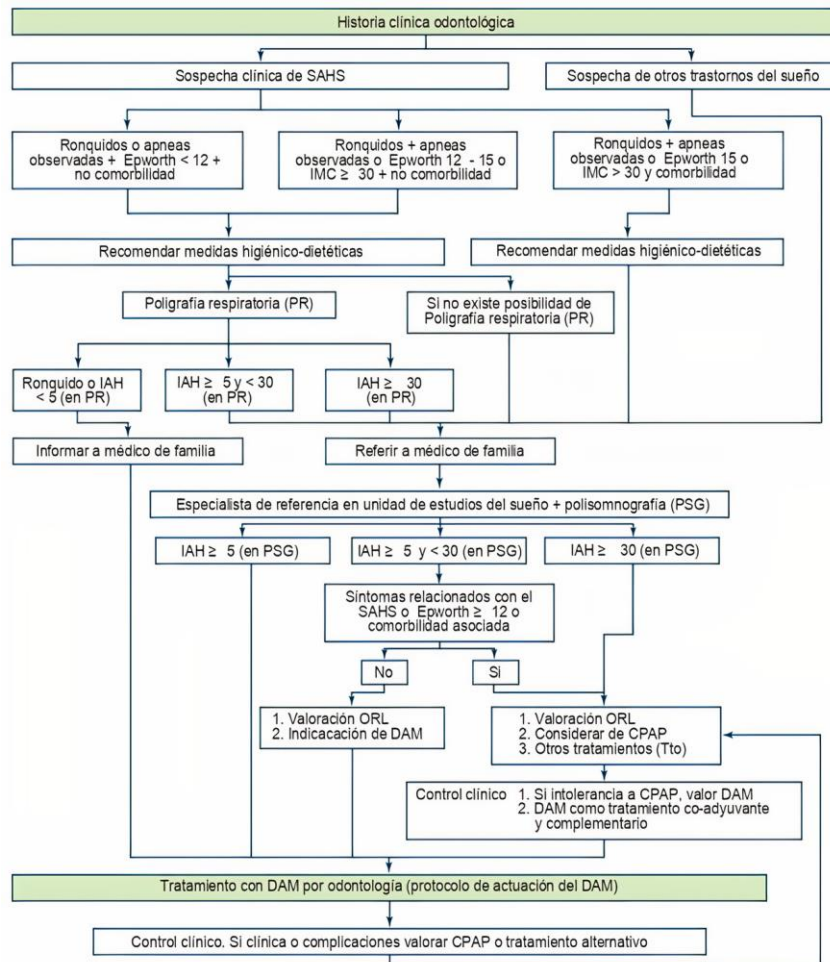 Historia clínica odontológica
Sospecha clínica de SAHS
Sospecha de otros trastornos del sueño
Ronquidos o apneas
observadas + Epworth < 12 +
no comorbilidad
Ronquidos + apneas
observadas o Epworth 12 - 15 o
IMC ≥ 30 + no comorbilidad
Ronquidos + apneas
observadas o Epworth 15 o
IMC > 30 y comorbilidad
Recomendar medidas higiénico-dietéticas
Recomendar medidas higiénico-dietéticas
Poligrafía respiratoria (PR)
Si no existe posibilidad de
Poligrafía respiratoria (PR)
Ronquido o IAH
< 5 (en PR)
IAH ≥ 5 y < 30
(en PR)
IAH ≥ 30
(en PR)
Informar a médico de familia
Referir a médico de familia
Especialista de referencia en unidad de estudios del sueño + polisomnografía (PSG)
IAH ≥ 5 (en PSG)
IAH ≥ 5 y < 30 (en PSG)
IAH ≥ 30 (en PSG)
Síntomas relacionados con el
SAHS o Epworth ≥ 12 o
comorbilidad asociada
No
Si
1. Valoración ORL
2. Indicacación de DAM
1. Valoración ORL
2. Considerar de CPAP
3. Otros tratamientos (Tto)
Control clínico 1. Si intolerancia a CPAP, valor DAM
2. DAM como tratamiento co-adyuvante
y complementario
Tratamiento con DAM por odontología (protocolo de actuación del DAM)
Control clínico. Si clínica o complicaciones valorar CPAP o tratamiento alternativo